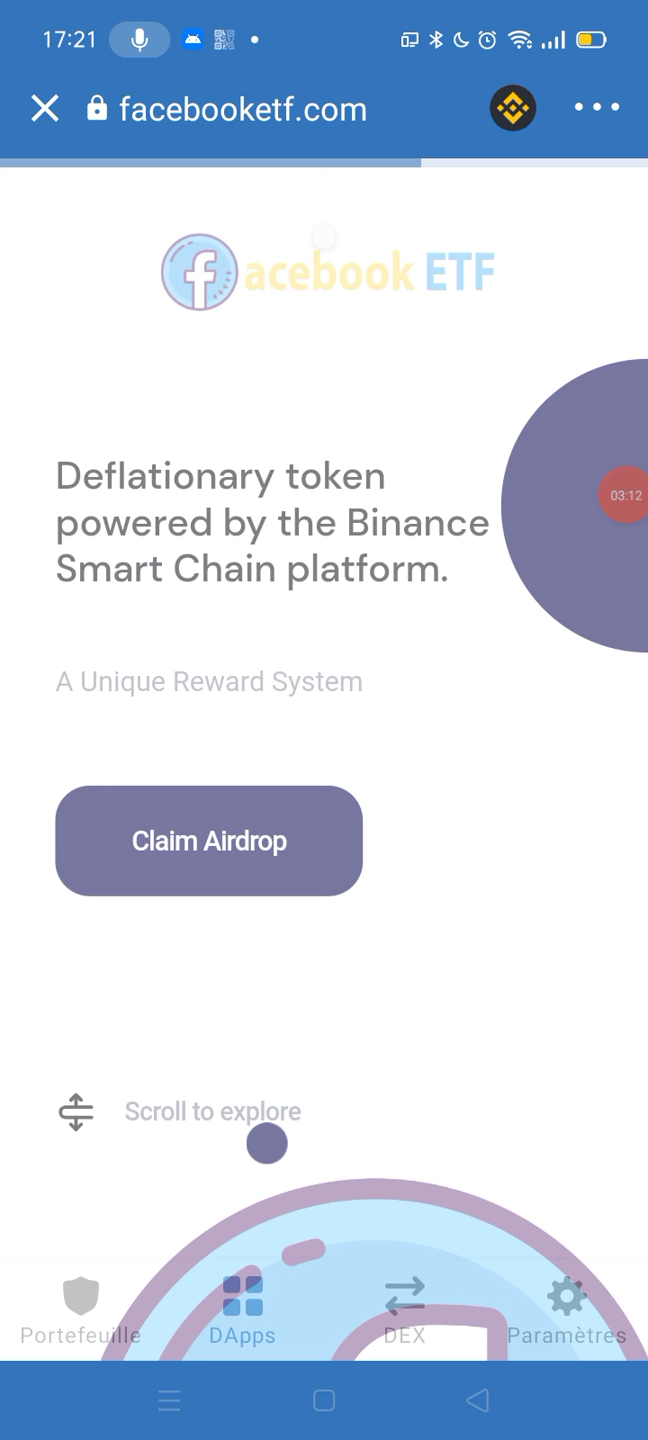 17:21
facebooketf.com
facebook ETF
Deflationary token
powered by the Binance
Smart Chain platform.
03:12
A Unique Reward System
Claim Airdrop
Scroll to explore
Portefeuille
DApps
DEX
Paramètres